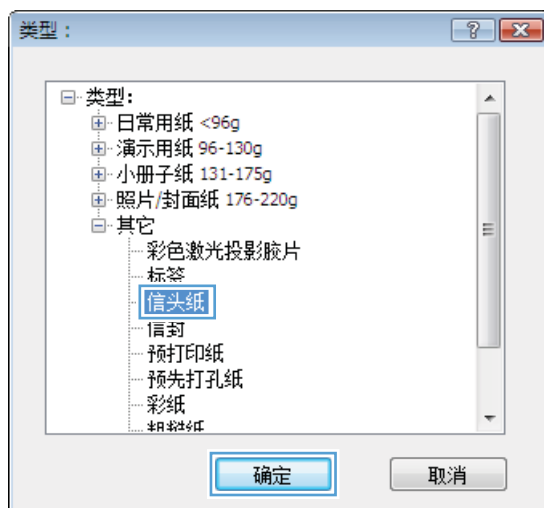 类型：
类型:
日常用纸 <96g
演示用纸 96-130g
小册子纸 131-175g
照片/封面纸 176-220g
其它
彩色激光投影胶片
标签
信头纸
信封
预打印纸
预先打孔纸
彩纸
粗糙纸
确定 取消